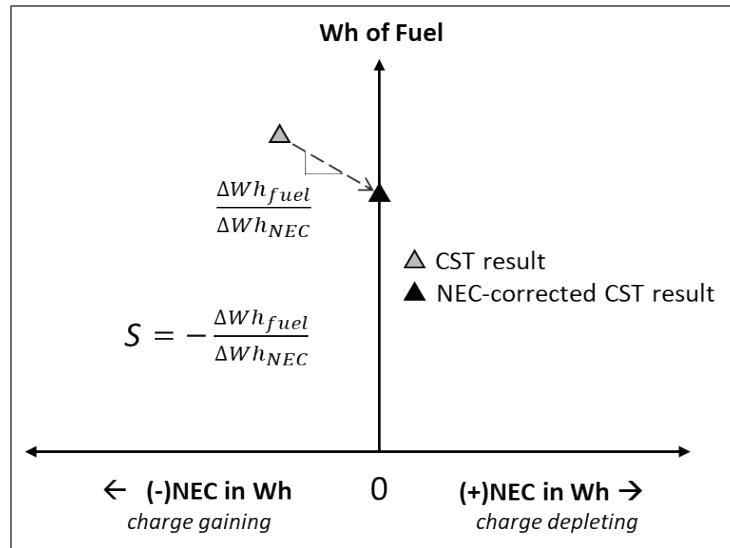 Wh of Fuel
ΔWh_fuel
ΔWh_NEC
CST result
NEC-corrected CST result
S = − ΔWh_fuel / ΔWh_NEC
← (-)NEC in Wh 0 (+)NEC in Wh →
charge gaining charge depleting